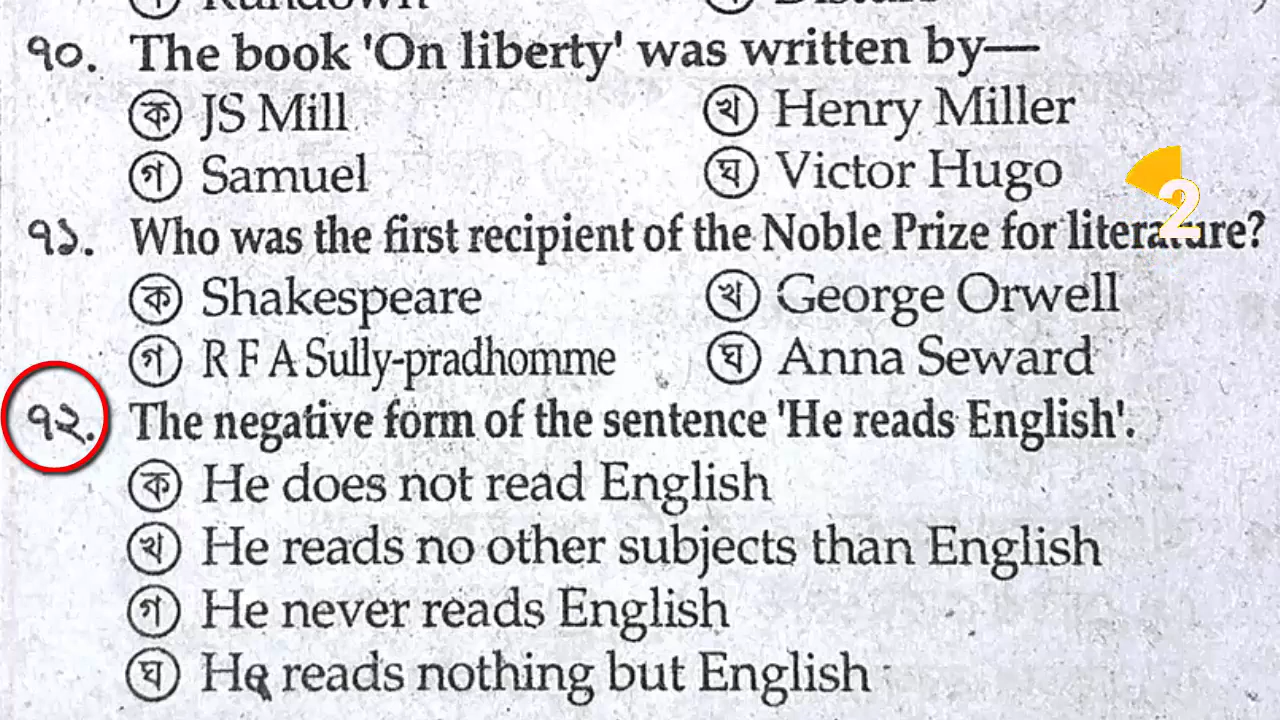 ৭০. The book 'On liberty' was written by—
ক JS Mill খ Henry Miller
গ Samuel ঘ Victor Hugo
2
৭১. Who was the first recipient of the Noble Prize for literature?
ক Shakespeare খ George Orwell
গ R F A Sully-pradhomme ঘ Anna Seward
৭২. The negative form of the sentence 'He reads English'.
ক He does not read English
খ He reads no other subjects than English
গ He never reads English
ঘ He reads nothing but English